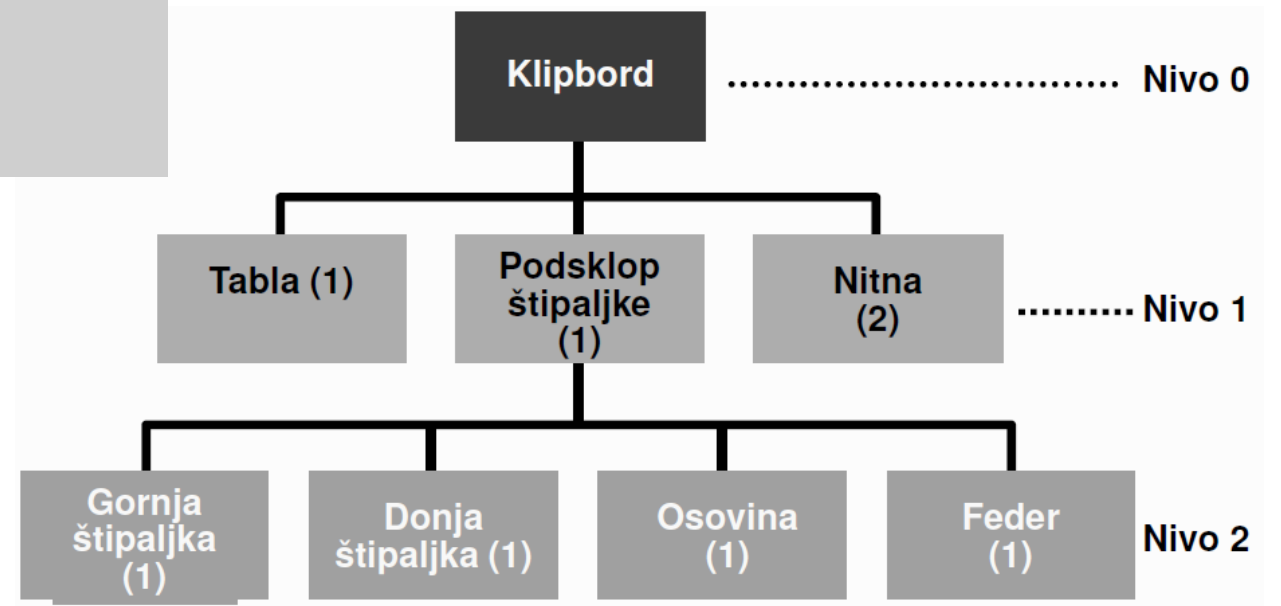 Klipbord
Nivo 0
Tabla (1)
Podsklop
štipaljke
(1)
Nitna
(2)
Nivo 1
Gornja
štipaljka
(1)
Donja
štipaljka (1)
Osovina
(1)
Feder
(1)
Nivo 2